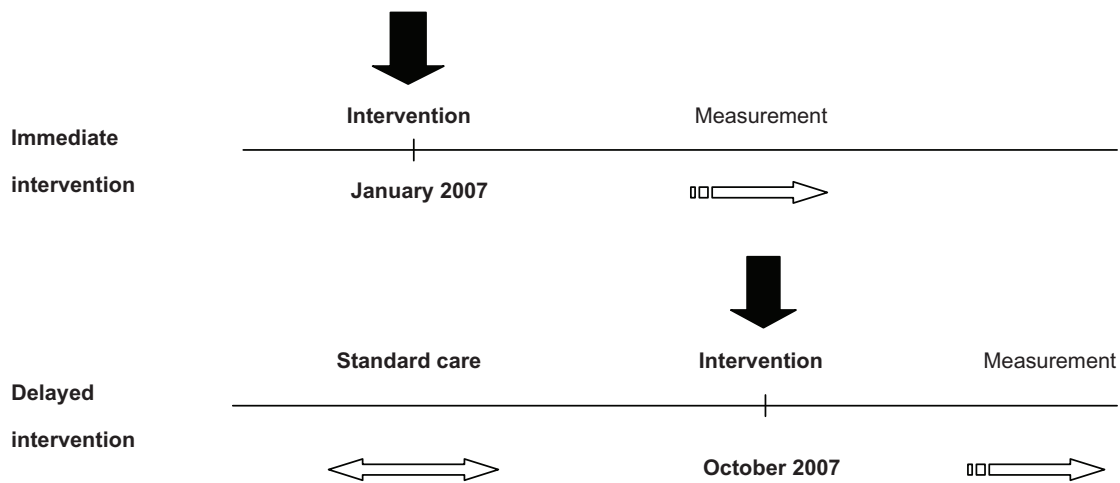 Intervention
Measurement
Immediate
intervention
January 2007
Standard care
Intervention
Measurement
Delayed
intervention
October 2007